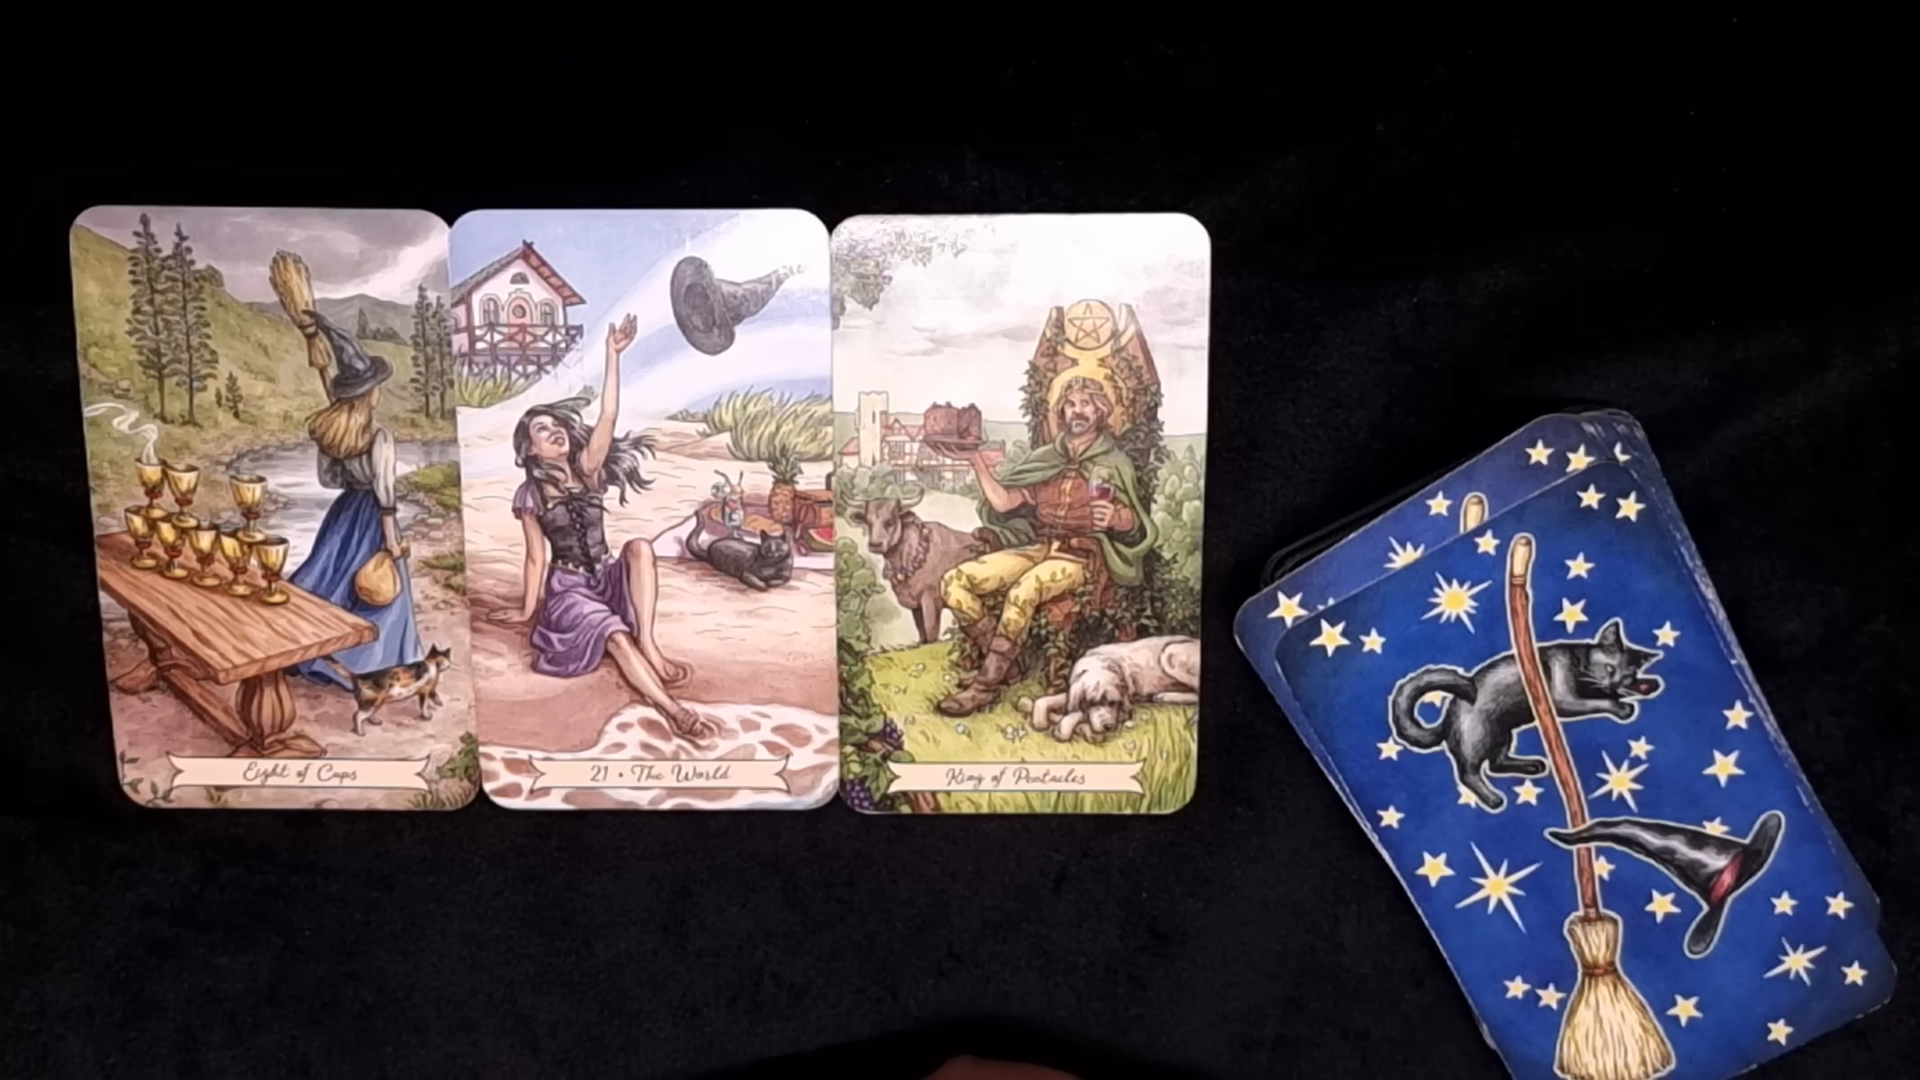 Eight of Cups
21 • The World
King of Pentacles